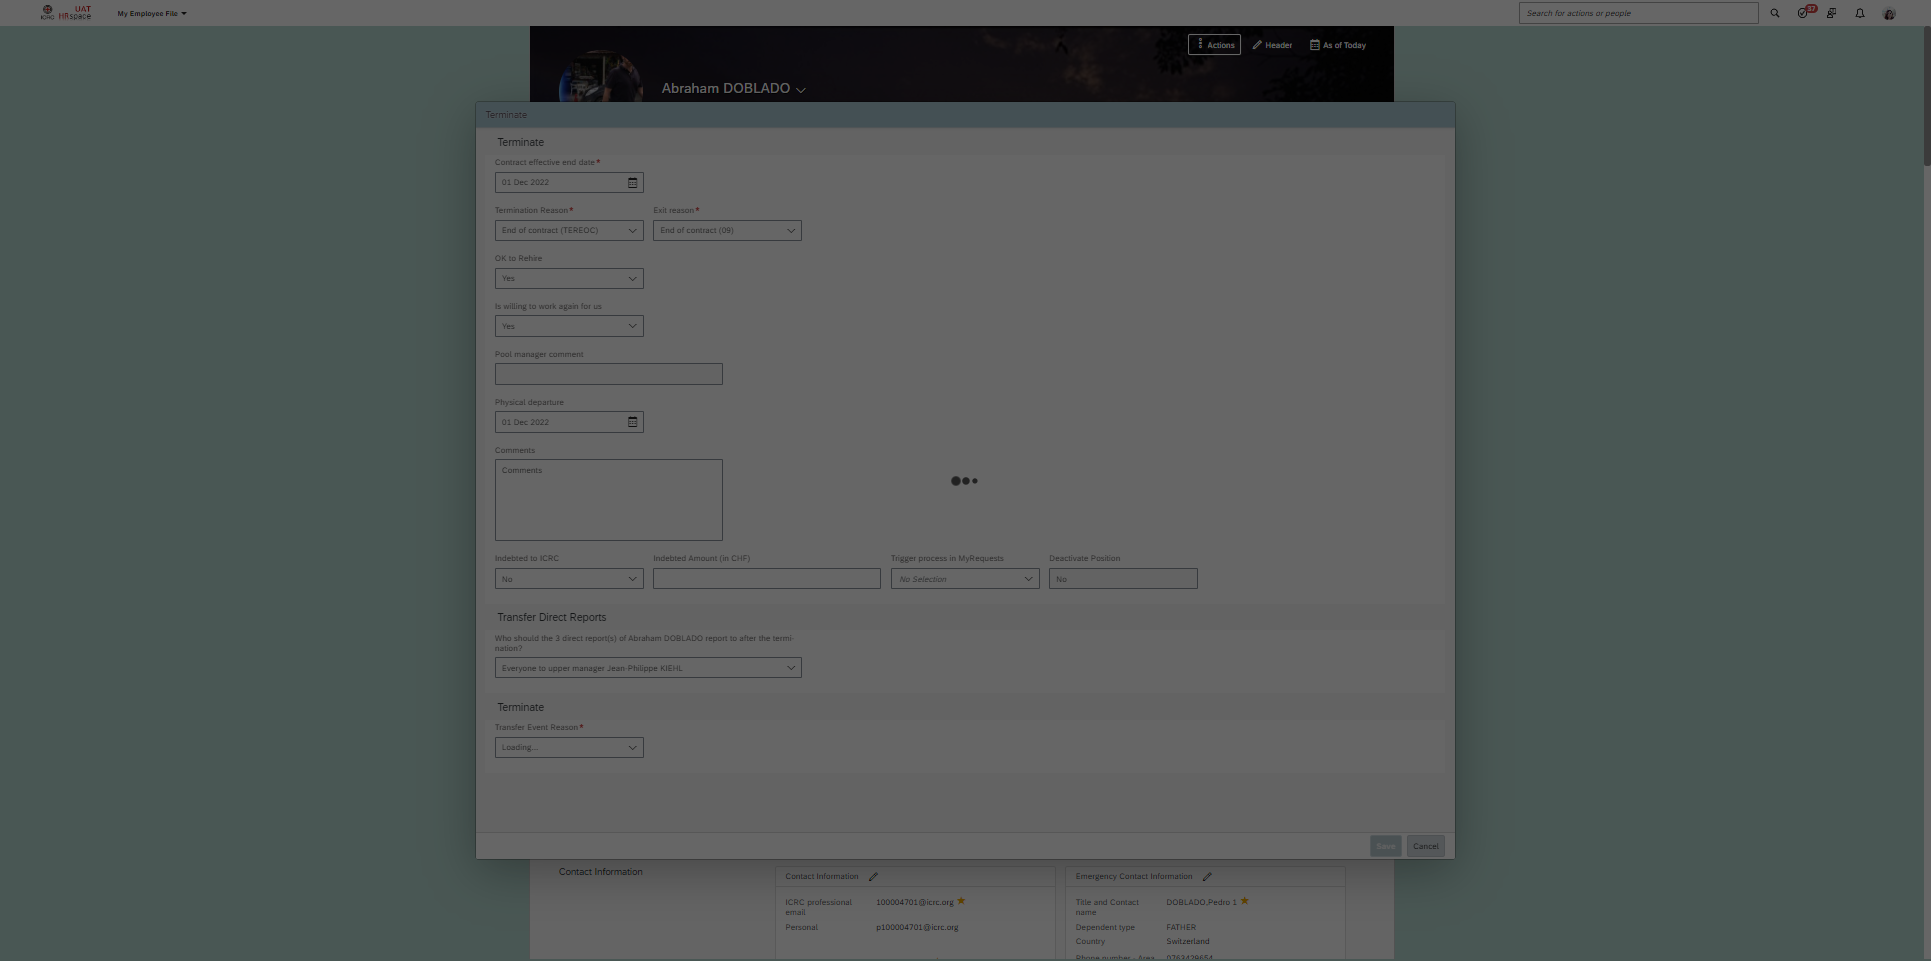 ICRC
UAT
HRspace
My Employee File
Search for actions or people
37
Actions
Header
As of Today
Abraham DOBLADO
Terminate
Terminate
Contract effective end date*
01 Dec 2022
Termination Reason*
Exit reason*
End of contract (TEREOC)
End of contract (09)
OK to Rehire
Yes
Is willing to work again for us
Yes
Pool manager comment
Physical departure
01 Dec 2022
Comments
Comments
Indebted to ICRC
Indebted Amount (in CHF)
Trigger process in MyRequests
Deactivate Position
No
No Selection
No
Transfer Direct Reports
Who should the 3 direct report(s) of Abraham DOBLADO report to after the termi-
nation?
Everyone to upper manager Jean-Philippe KIEHL
Terminate
Transfer Event Reason*
Loading...
Save
Cancel
Contact Information
Contact Information
ICRC professional
email
100004701@icrc.org
Personal
p100004701@icrc.org
Emergency Contact Information
Title and Contact
name
DOBLADO,Pedro 1
Dependent type
FATHER
Country
Switzerland
Phone number - Area
0763429654